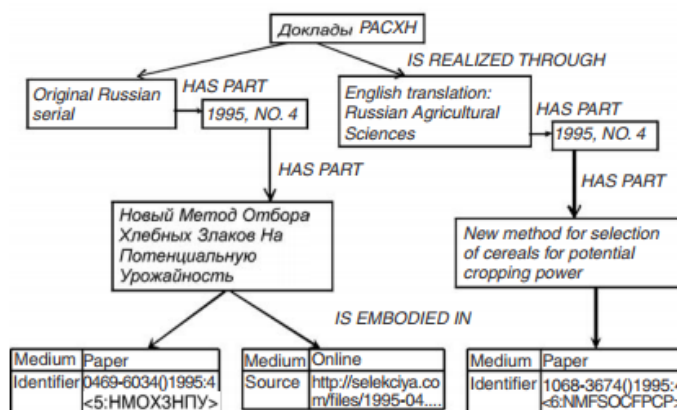 Доклады РАСХН
IS REALIZED THROUGH
Original Russian
serial
HAS PART
1995, NO. 4
English translation:
Russian Agricultural
Sciences
HAS PART
1995, NO. 4
HAS PART
HAS PART
Новый Метод Отбора
Хлебных Злаков На
Потенциальную
Урожайность
New method for selection
of cereals for potential
cropping power
IS EMBODIED IN
Medium Paper
Identifier 0469-6034()1995:4
<5:НМОХЗНПУ>
Medium Online
Source http://selekciya.co
m/files/1995-04....
Medium Paper
Identifier 1068-3674()1995:4
<6:NMFSOCFPCP>